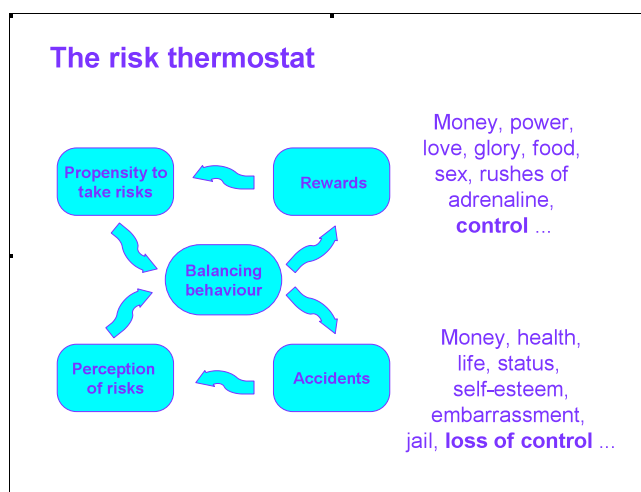 The risk thermostat
Money, power,
love, glory, food,
sex, rushes of
adrenaline,
control ...
Propensity to
take risks
Rewards
Balancing
behaviour
Perception
of risks
Accidents
Money, health,
life, status,
self-esteem,
embarrassment,
jail, loss of control ...